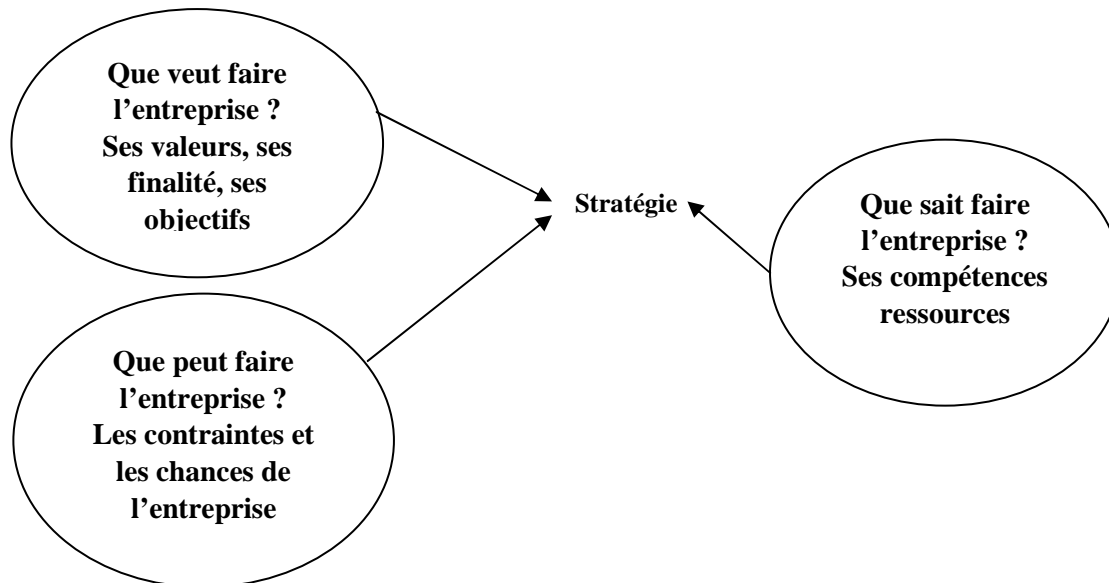 Que veut faire
l’entreprise ?
Ses valeurs, ses
finalité, ses
objectifs
Stratégie
Que sait faire
l’entreprise ?
Ses compétences
ressources
Que peut faire
l’entreprise ?
Les contraintes et
les chances de
l’entreprise